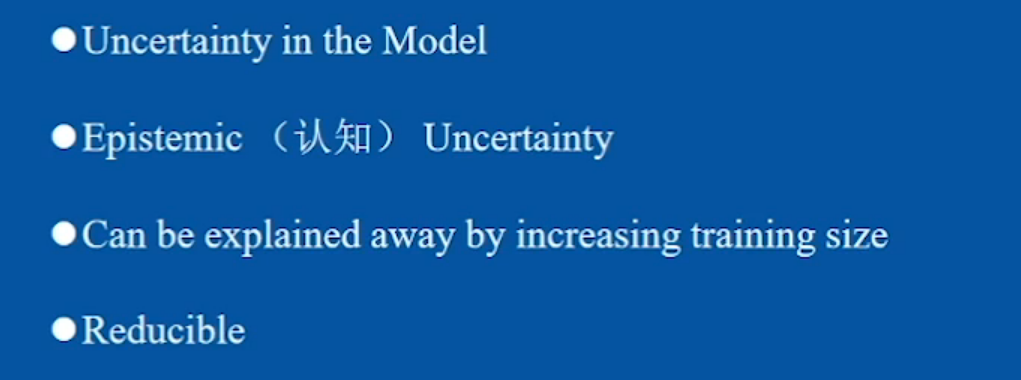 ●Uncertainty in the Model
●Epistemic （认知） Uncertainty
●Can be explained away by increasing training size
●Reducible